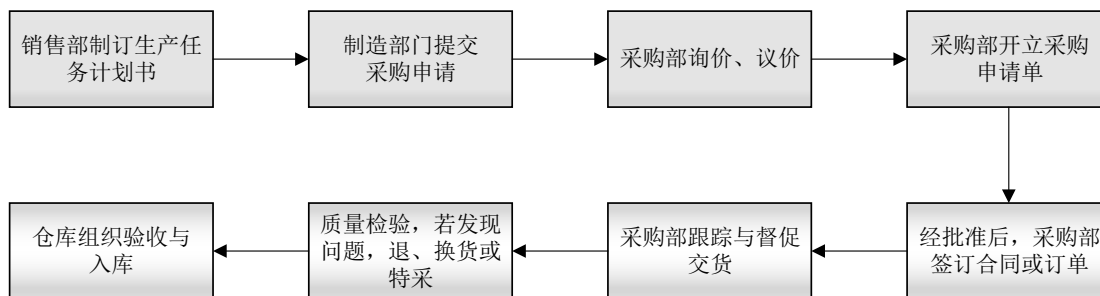 销售部制订生产任
务计划书
制造部门提交
采购申请
采购部询价、议价
采购部开立采购
申请单
经批准后，采购部
签订合同或订单
采购部跟踪与督促
交货
质量检验，若发现
问题，退、换货或
特采
仓库组织验收与
入库